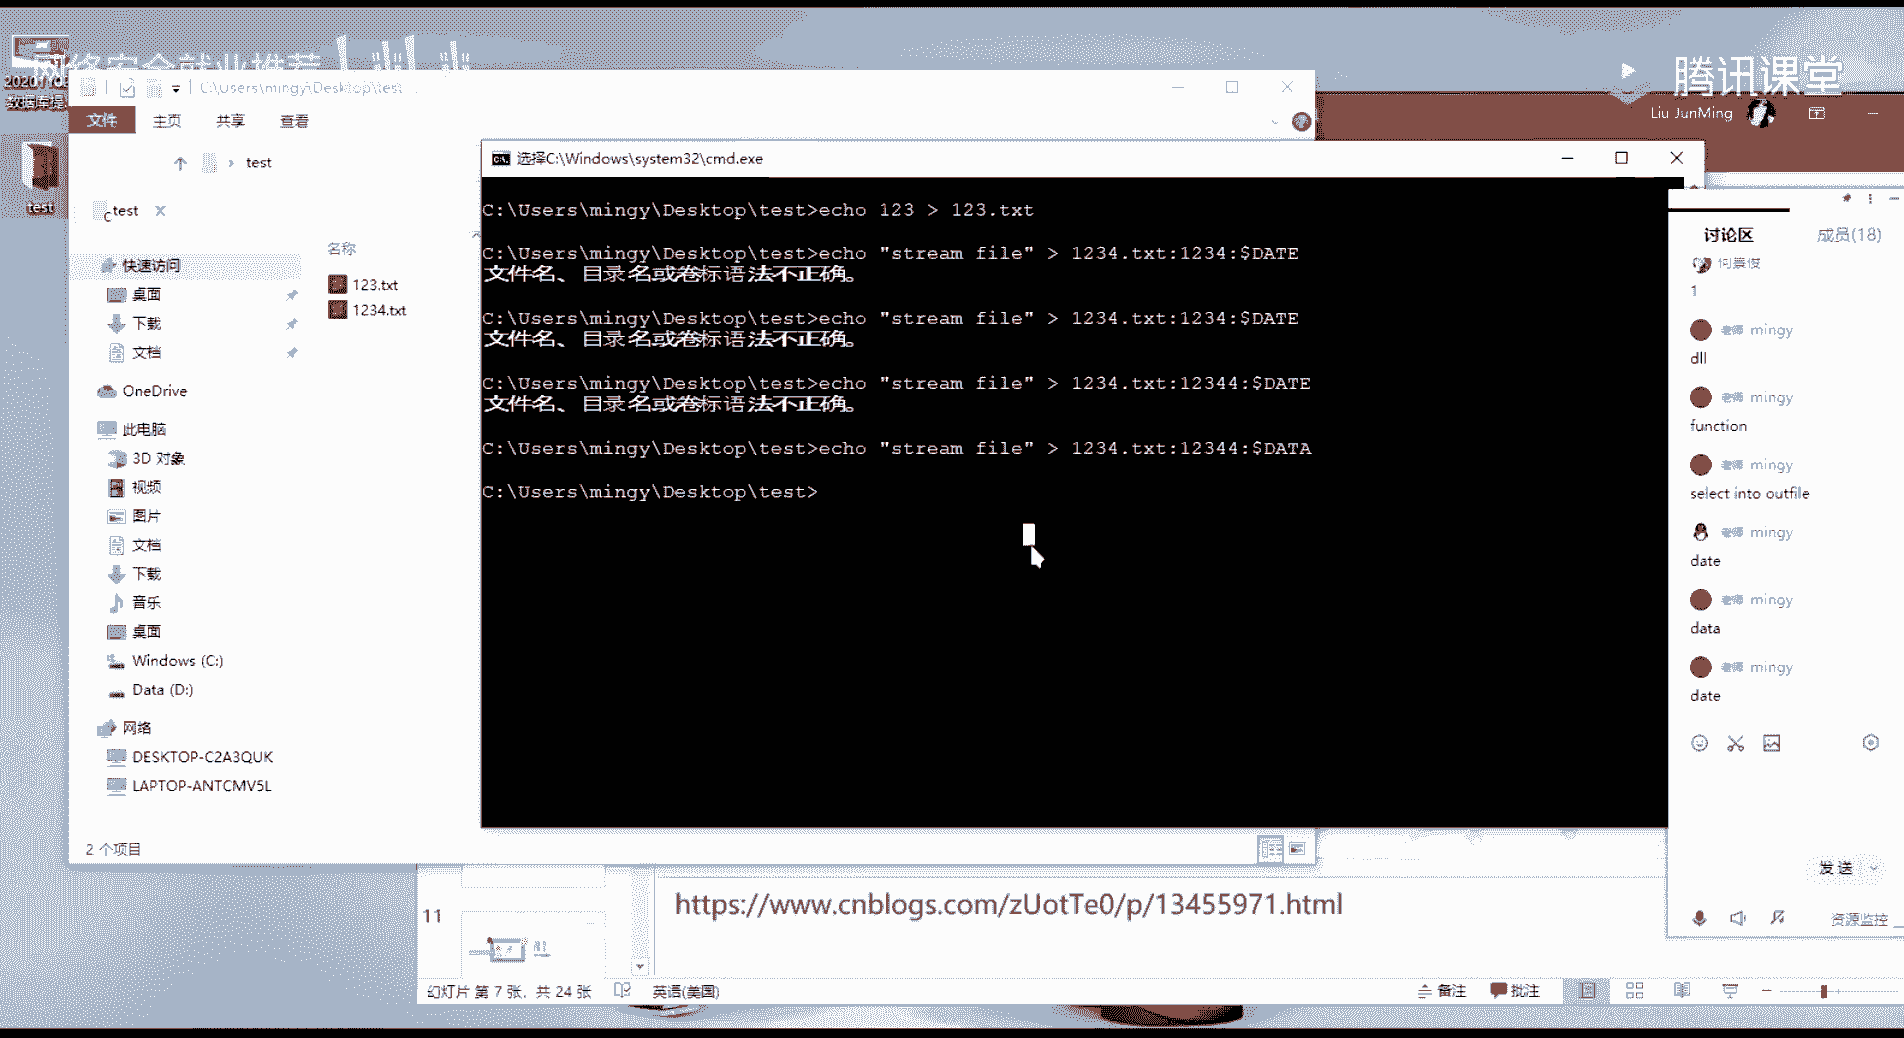 网络安全就业推荐
腾讯课堂
2020
数据库提
test
C:\Users\mingy\Desktop\test
文件
主页
共享
查看
test
test
快速访问
桌面
下载
文档
OneDrive
此电脑
3D 对象
视频
图片
文档
下载
音乐
桌面
Windows (C:)
Data (D:)
网络
DESKTOP-C2A3QUK
LAPTOP-ANTCMV5L
名称
123.txt
1234.txt
2 个项目
选择C:\Windows\system32\cmd.exe
C:\Users\mingy\Desktop\test>echo 123 > 123.txt
C:\Users\mingy\Desktop\test>echo "stream file" > 1234.txt:1234:$DATE
文件名、目录名或卷标语法不正确。
C:\Users\mingy\Desktop\test>echo "stream file" > 1234.txt:1234:$DATE
文件名、目录名或卷标语法不正确。
C:\Users\mingy\Desktop\test>echo "stream file" > 1234.txt:12344:$DATE
文件名、目录名或卷标语法不正确。
C:\Users\mingy\Desktop\test>echo "stream file" > 1234.txt:12344:$DATA
C:\Users\mingy\Desktop\test>
Liu JunMing
讨论区
成员(18)
1
老师 mingy
dll
老师 mingy
function
老师 mingy
select into outfile
老师 mingy
date
老师 mingy
data
老师 mingy
date
发送
资源监控
11
https://www.cnblogs.com/zUotTe0/p/13455971.html
幻灯片 第 7 张，共 24 张
英语(美国)
备注
批注